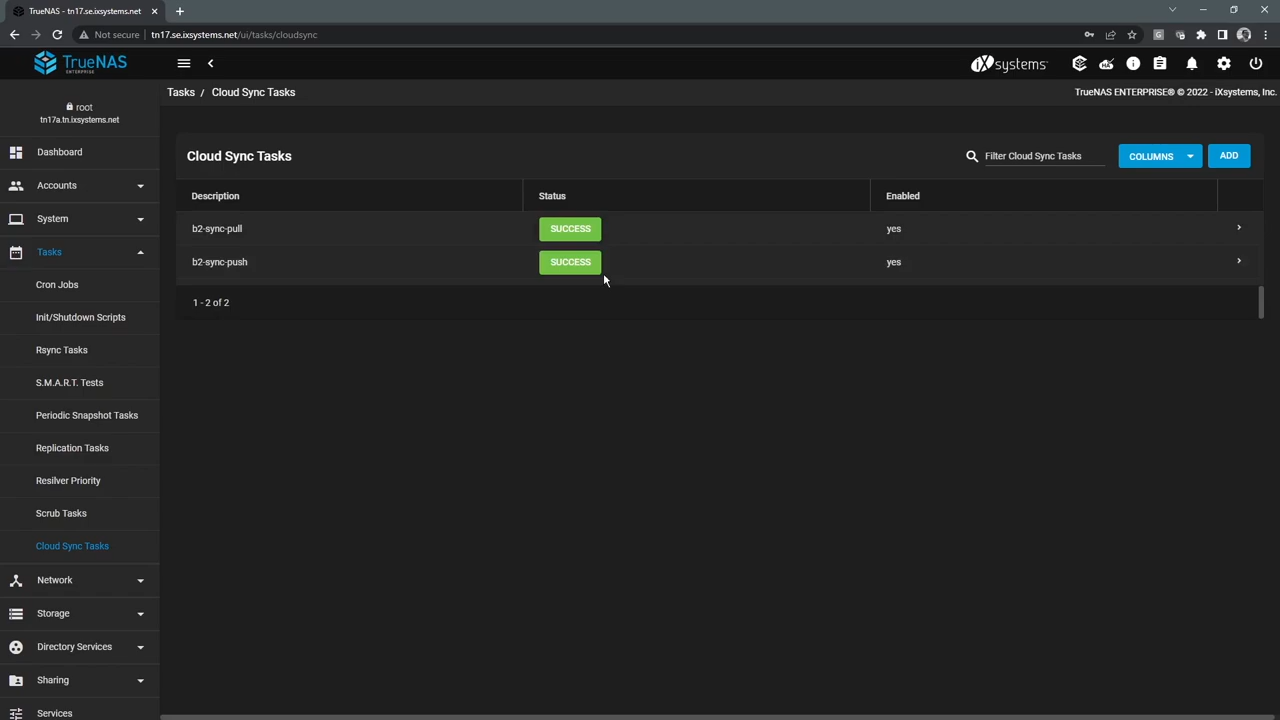 TrueNAS - tn17.se.ixsystems.net
Not secure
tn17.se.ixsystems.net/ui/tasks/cloudsync
TrueNAS
ENTERPRISE
iXsystems
root
tn17a.tn.ixsystems.net
Tasks / Cloud Sync Tasks
TrueNAS ENTERPRISE® © 2022 - iXsystems, Inc.
Dashboard
Accounts
System
Tasks
Cron Jobs
Init/Shutdown Scripts
Rsync Tasks
S.M.A.R.T. Tests
Periodic Snapshot Tasks
Replication Tasks
Resilver Priority
Scrub Tasks
Cloud Sync Tasks
Network
Storage
Directory Services
Sharing
Services
Cloud Sync Tasks
Filter Cloud Sync Tasks
COLUMNS
ADD
Description Status Enabled
b2-sync-pull SUCCESS yes
b2-sync-push SUCCESS yes
1 - 2 of 2